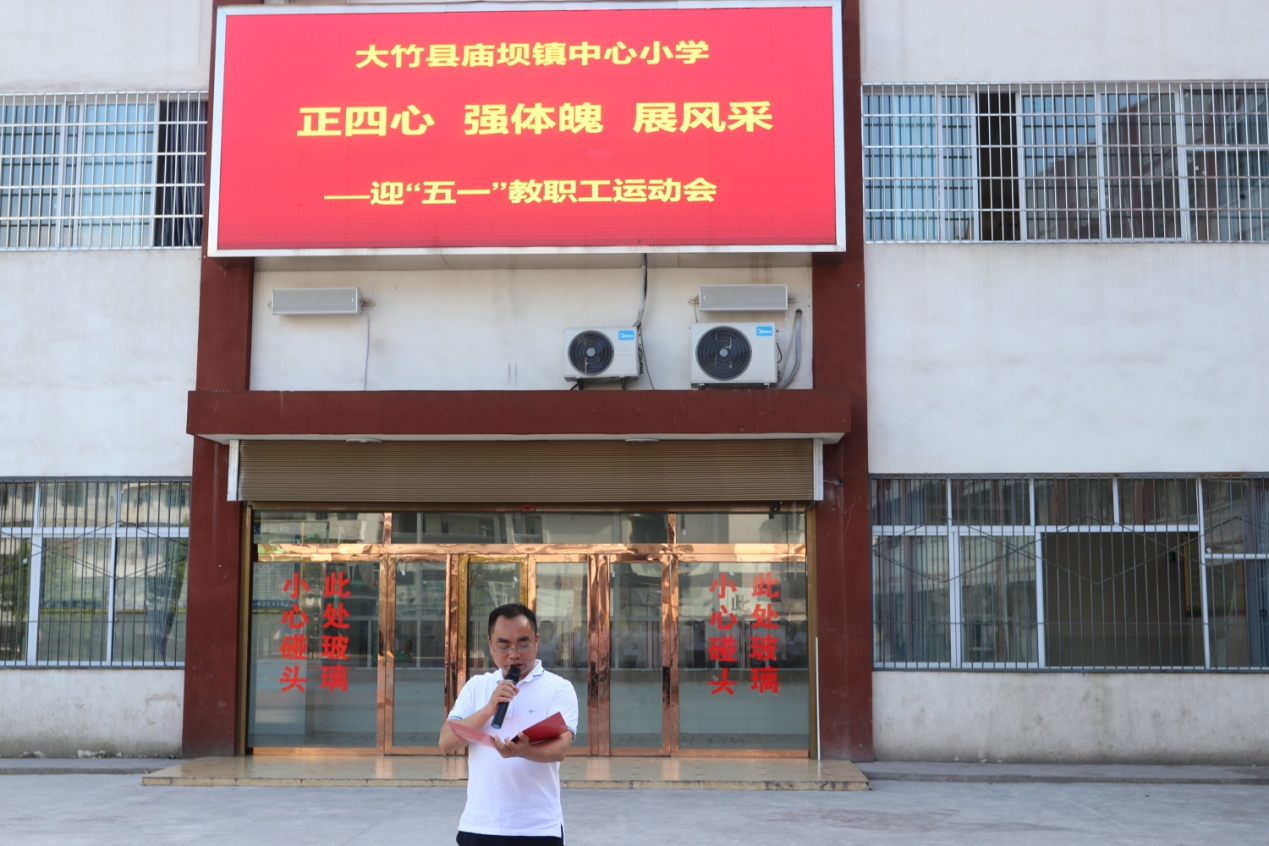 大竹县庙坝镇中心小学
正四心 强体魄 展风采
——迎“五一”教职工运动会
此处玻璃
小心碰头
此处玻璃
小心碰头